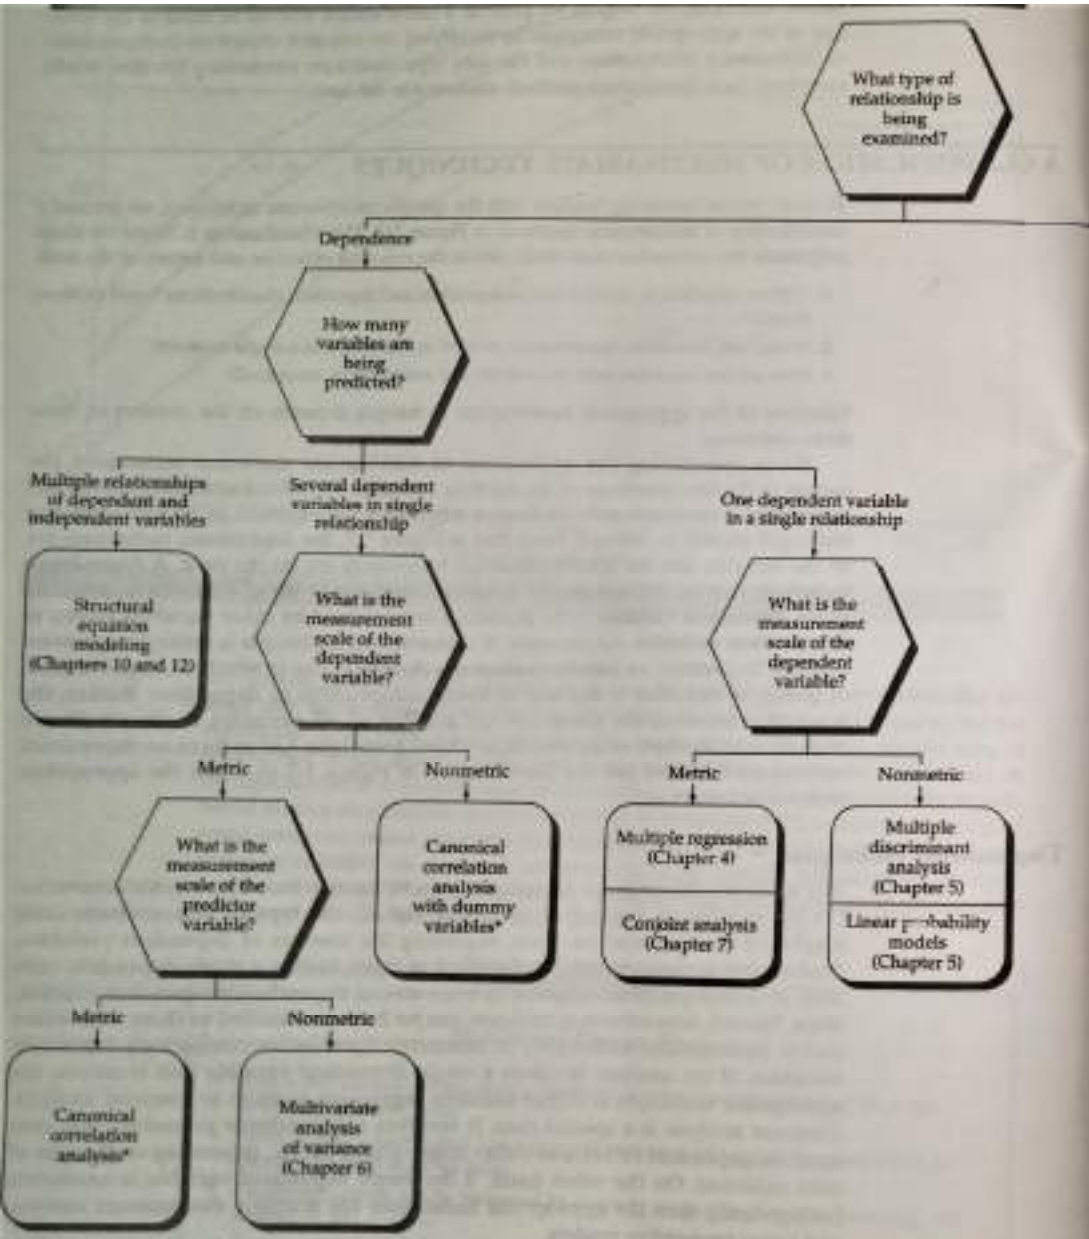 What type of
relationship is
being
examined?
Dependence
How many
variables are
being
predicted?
Multiple relationships
of dependent and
independent variables
Several dependent
variables in single
relationship
One dependent variable
in a single relationship
Structural
equation
modeling
(Chapters 10 and 12)
What is the
measurement
scale of the
dependent
variable?
What is the
measurement
scale of the
dependent
variable?
Metric
Nonmetric
Metric
Nonmetric
What is the
measurement
scale of the
predictor
variable?
Canonical
correlation
analysis
with dummy
variables*
Multiple regression
(Chapter 4)
Conjoint analysis
(Chapter 7)
Multiple
discriminant
analysis
(Chapter 5)
Linear probability
models
(Chapter 5)
Metric
Nonmetric
Canonical
correlation
analysis*
Multivariate
analysis
of variance
(Chapter 6)